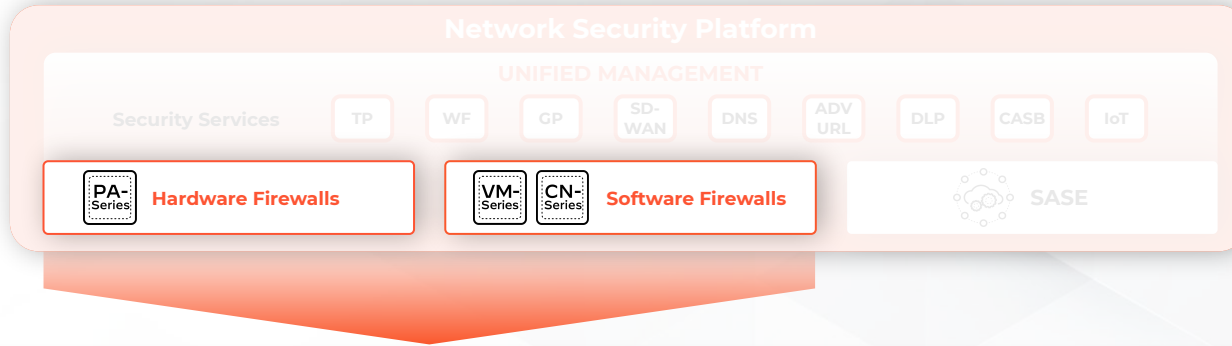 Network Security Platform
UNIFIED MANAGEMENT
Security Services
TP
WF
GP
SD-
WAN
DNS
ADV
URL
DLP
CASB
IoT
PA-
Series
Hardware Firewalls
VM-
Series
CN-
Series
Software Firewalls
SASE